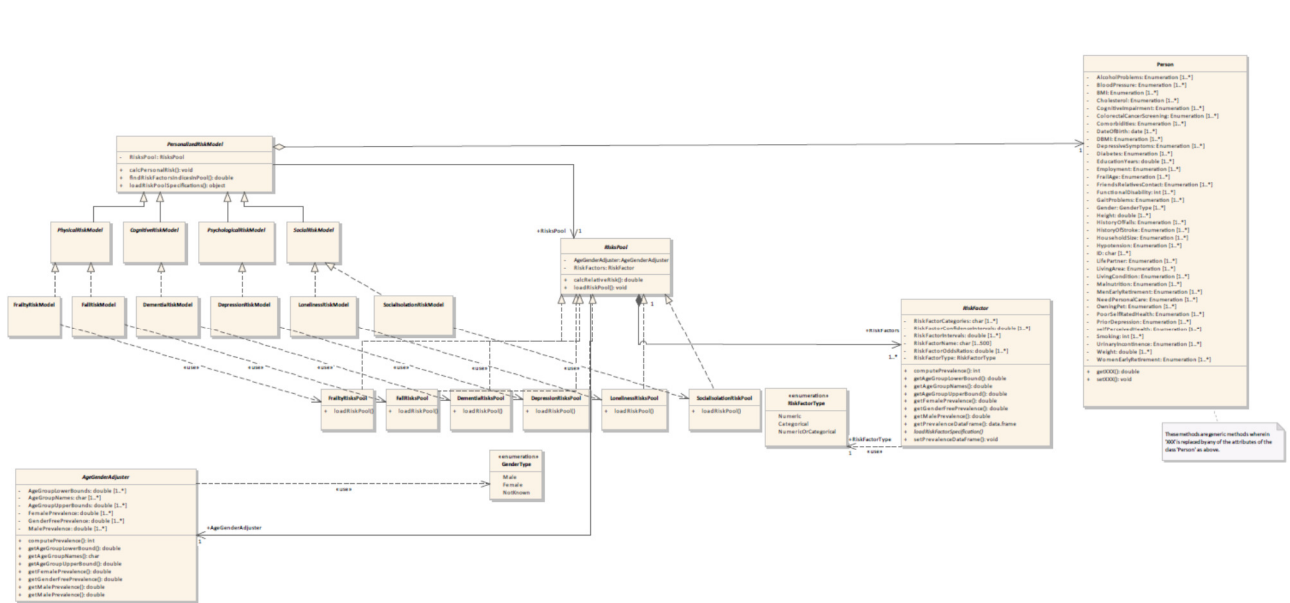 PersonalizedRiskModel
- RisksPool: RisksPool
+ calcPersonalRisk(): void
+ findRiskFactorsIndicesInPool(): double
+ loadRiskPoolSpecifications(): object
PhysicalRiskModel
CognitiveRiskModel
PsychologicalRiskModel
SocialRiskModel
FrailtyRiskModel
FallRiskModel
DementiaRiskModel
DepressionRiskModel
LonelinessRiskModel
SocialIsolationRiskModel
+RisksPool
1
RisksPool
- AgeGenderAdjuster: AgeGenderAdjuster
- RiskFactors: RiskFactor
+ calcRelativeRisk(): double
+ loadRiskPool(): void
1
«use»
«use»
«use»
«use»
«use»
«use»
FrailtyRisksPool
+ loadRiskPool()
FallRisksPool
+ loadRiskPool()
DementiaRisksPool
+ loadRiskPool()
DepressionRisksPool
+ loadRiskPool()
LonelinessRisksPool
+ loadRiskPool()
SocialIsolationRiskPool
+ loadRiskPool()
+RiskFactors
1..*
RiskFactor
- RiskFactorCategories: char [1..*]
- RiskFactorConfidenceIntervals: double [1..*]
- RiskFactorIntervals: double [1..*]
- RiskFactorName: char [1..500]
- RiskFactorOddsRatios: double [1..*]
- RiskFactorType: RiskFactorType
+ computePrevalence(): int
+ getAgeGroupLowerBound(): double
+ getAgeGroupNames(): double
+ getAgeGroupUpperBound(): double
+ getFemalePrevalence(): double
+ getGenderFreePrevalence(): double
+ getMalePrevalence(): double
+ getPrevalenceDataFrame(): data.frame
+ loadRiskFactorSpecification()
+ setPrevalenceDataFrame(): void
«enumeration»
RiskFactorType
Numeric
Categorical
NumericOrCategorical
+RiskFactorType
1
«use»
Person
- AlcoholProblems: Enumeration [1..*]
- BloodPressure: Enumeration [1..*]
- BMI: Enumeration [1..*]
- Cholesterol: Enumeration [1..*]
- CognitiveImpairment: Enumeration [1..*]
- ColorectalCancerScreening: Enumeration [1..*]
- Comorbidities: Enumeration [1..*]
- DateOfBirth: date [1..*]
- DBMI: Enumeration [1..*]
- DepressiveSymptoms: Enumeration [1..*]
- Diabetes: Enumeration [1..*]
- EducationYears: double [1..*]
- Employment: Enumeration [1..*]
- FrailAge: Enumeration [1..*]
- FriendsRelativesContact: Enumeration [1..*]
- FunctionalDisability: int [1..*]
- GaitProblems: Enumeration [1..*]
- Gender: GenderType [1..*]
- Height: double [1..*]
- HistoryOfFalls: Enumeration [1..*]
- HistoryOfStroke: Enumeration [1..*]
- HouseholdSize: Enumeration [1..*]
- Hypotension: Enumeration [1..*]
- ID: char [1..*]
- LifePartner: Enumeration [1..*]
- LivingArea: Enumeration [1..*]
- LivingCondition: Enumeration [1..*]
- Malnutrition: Enumeration [1..*]
- MenEarlyRetirement: Enumeration [1..*]
- NeedPersonalCare: Enumeration [1..*]
- OwningPet: Enumeration [1..*]
- PoorSelfRatedHealth: Enumeration [1..*]
- PriorDepression: Enumeration [1..*]
- selfPerceivedHealth: Enumeration [1..*]
- Smoking: int [1..*]
- UrinaryIncontinence: Enumeration [1..*]
- Weight: double [1..*]
- WomenEarlyRetirement: Enumeration [1..*]
+ getXXX(): double
+ setXXX(): void
1
These methods are generic methods wherein
'XXX' is replaced by any of the attributes of the
class 'Person' as above.
«enumeration»
GenderType
Male
Female
NotKnown
«use»
AgeGenderAdjuster
- AgeGroupLowerBounds: double [1..*]
- AgeGroupNames: char [1..*]
- AgeGroupUpperBounds: double [1..*]
- FemalePrevalence: double [1..*]
- GenderFreePrevalence: double [1..*]
- MalePrevalence: double [1..*]
+ computePrevalence(): int
+ getAgeGroupLowerBound(): double
+ getAgeGroupNames(): char
+ getAgeGroupUpperBound(): double
+ getFemalePrevalence(): double
+ getGenderFreePrevalence(): double
+ getMalePrevalence(): double
+ getMalePrevalence(): double
+AgeGenderAdjuster
1